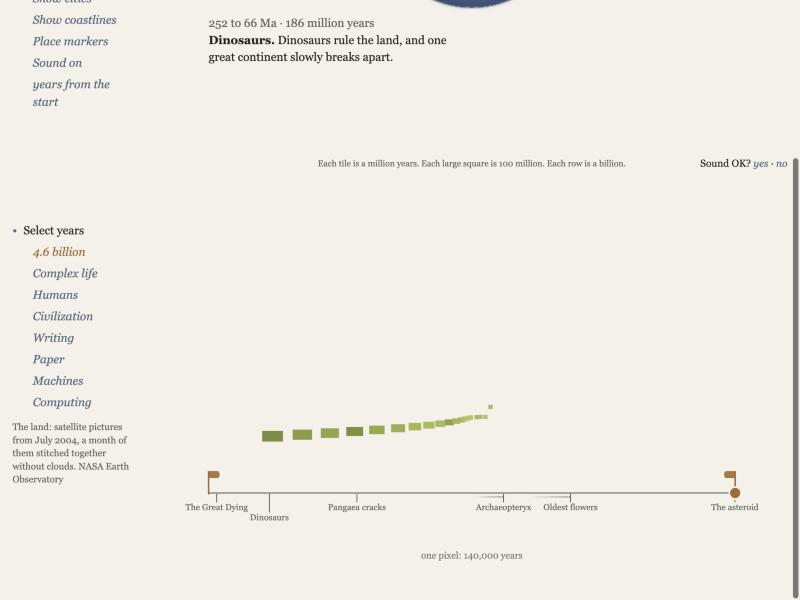 Show coastlines
Place markers
Sound on
years from the
start
252 to 66 Ma · 186 million years
Dinosaurs. Dinosaurs rule the land, and one
great continent slowly breaks apart.
Each tile is a million years. Each large square is 100 million. Each row is a billion.
Sound OK? yes · no
• Select years
4.6 billion
Complex life
Humans
Civilization
Writing
Paper
Machines
Computing
The land: satellite pictures
from July 2004, a month of
them stitched together
without clouds. NASA Earth
Observatory
The Great Dying
Dinosaurs
Pangaea cracks
Archaeopteryx
Oldest flowers
The asteroid
one pixel: 140,000 years